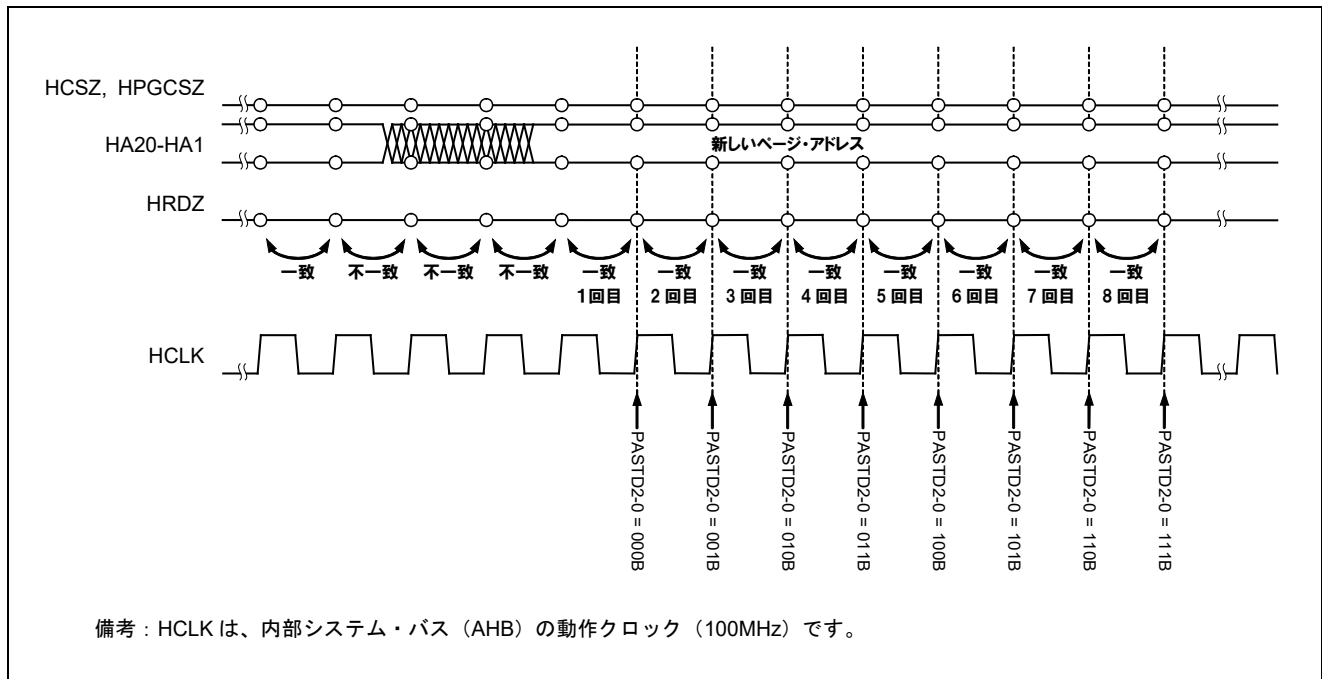 HCSZ, HPGCSZ
HA20-HA1
新しいページ・アドレス
HRDZ
一致 不一致 不一致 不一致 一致 一致 一致 一致 一致 一致 一致 一致
1回目 2回目 3回目 4回目 5回目 6回目 7回目 8回目
HCLK
PASTD2-0 = 000B
PASTD2-0 = 001B
PASTD2-0 = 010B
PASTD2-0 = 011B
PASTD2-0 = 100B
PASTD2-0 = 101B
PASTD2-0 = 110B
PASTD2-0 = 111B
備考：HCLK は、内部システム・バス（AHB）の動作クロック（100MHz）です。